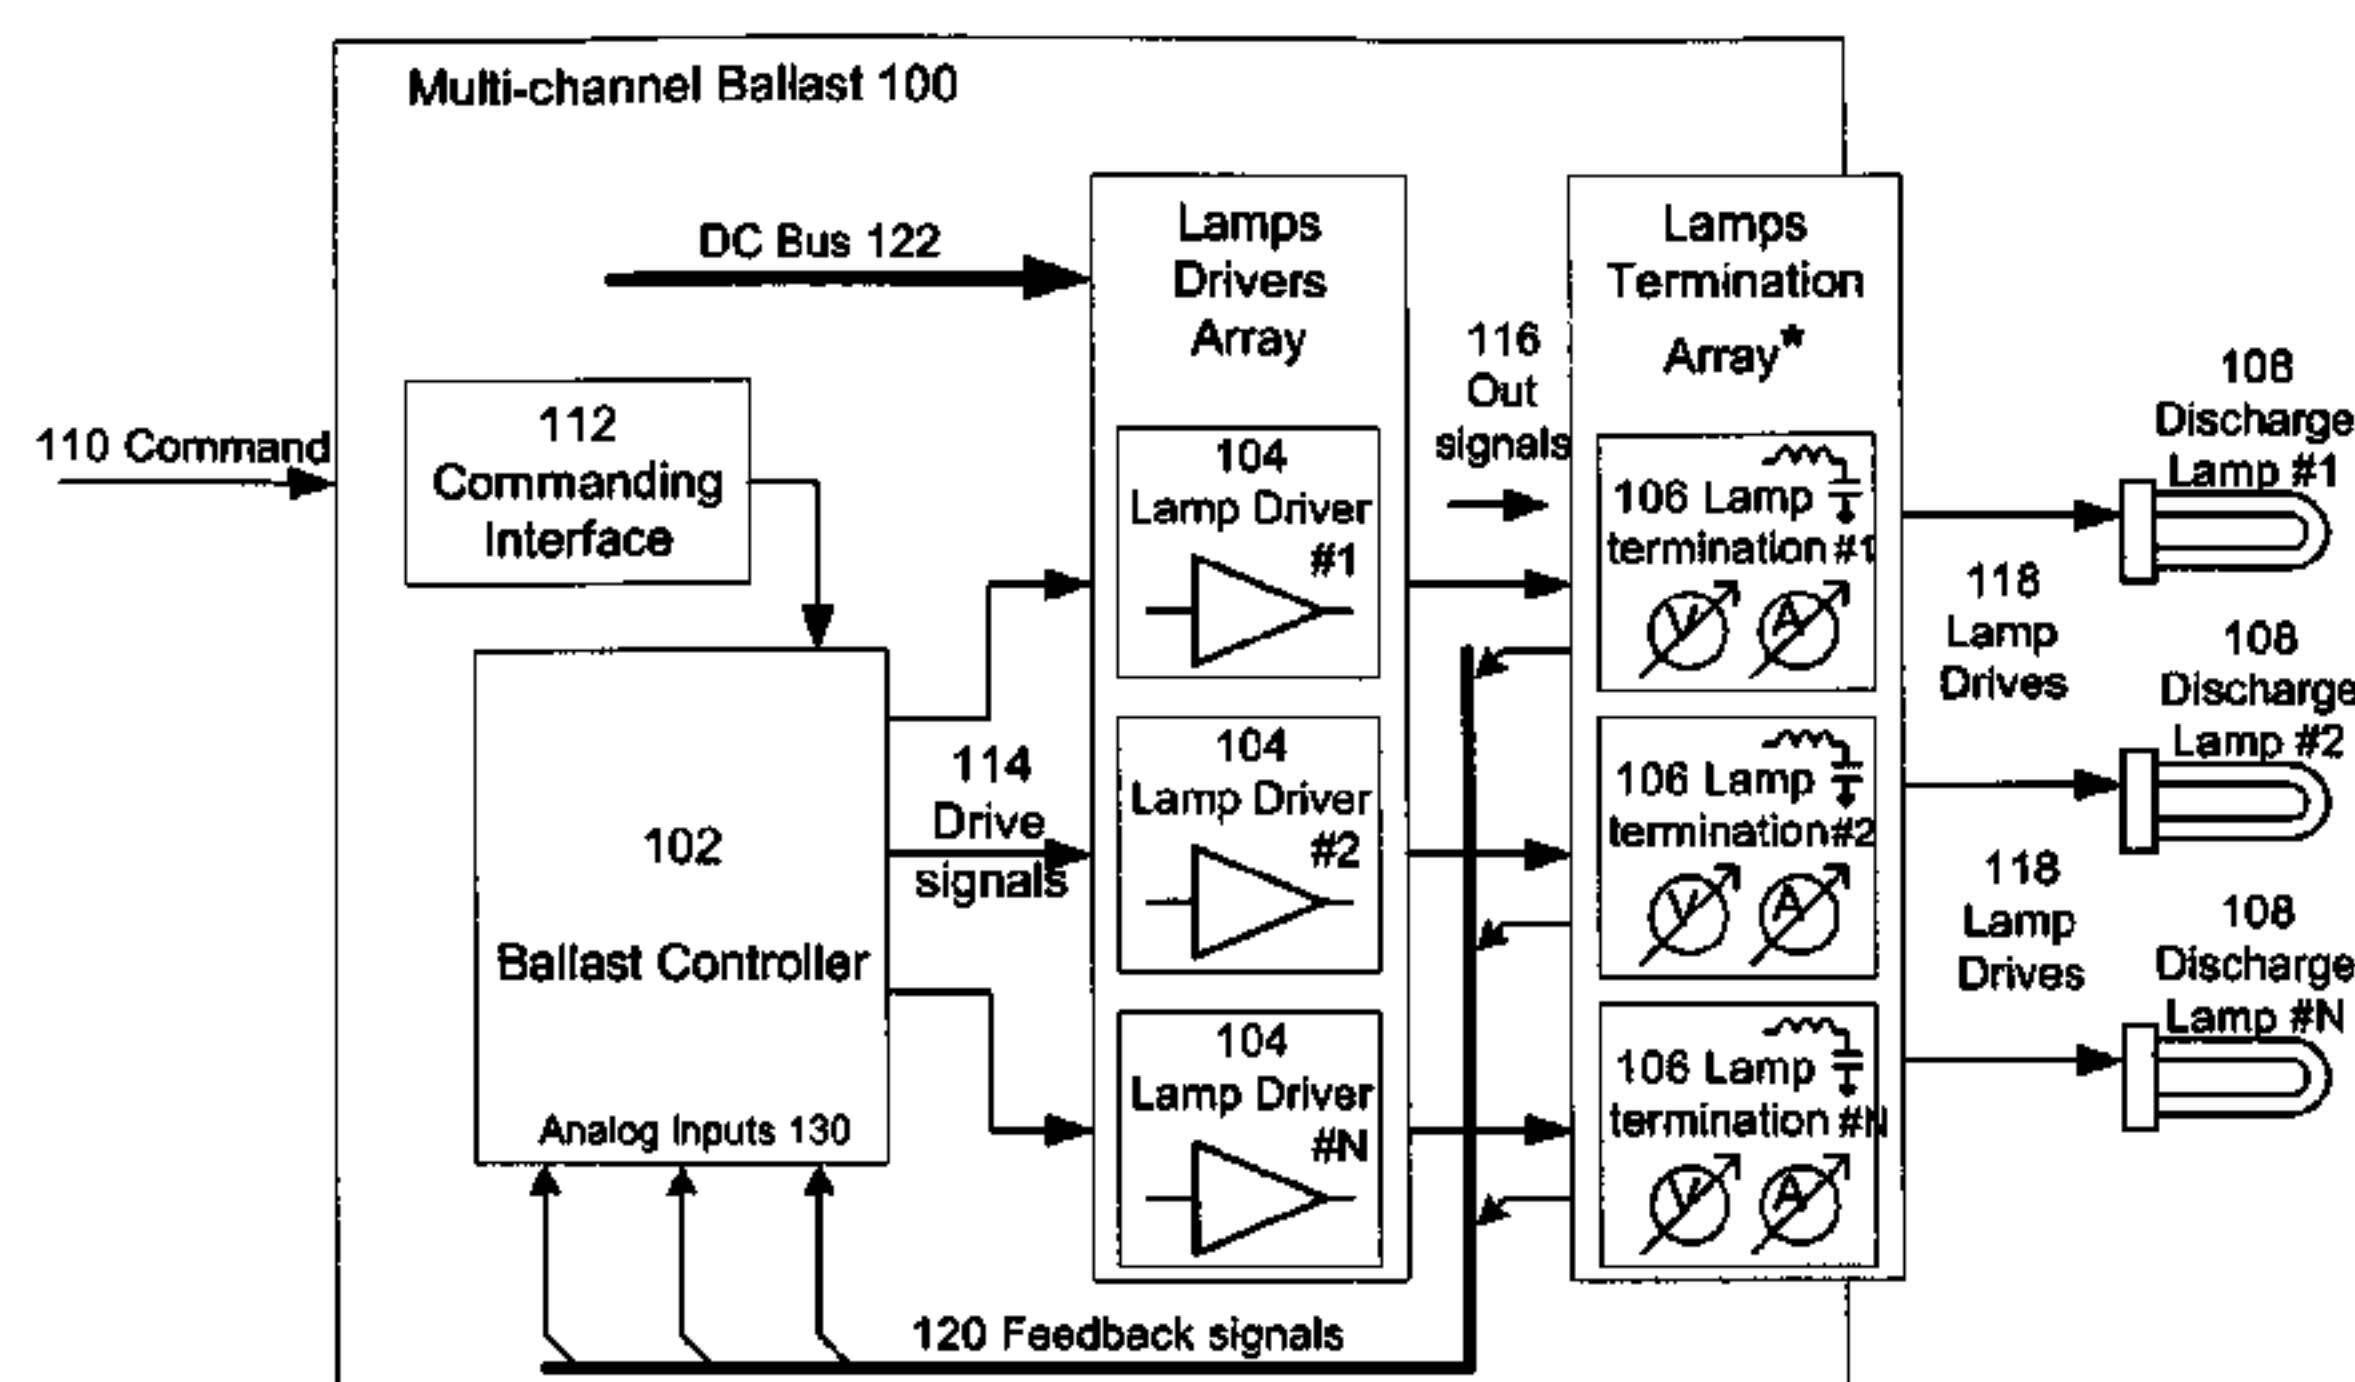 Multi-channel Ballast 100
DC Bus 122
110 Command
112
Commanding
Interface
102
Ballast Controller
Analog Inputs 130
114
Drive
signals
Lamps
Drivers
Array
104
Lamp Driver
#1
104
Lamp Driver
#2
104
Lamp Driver
#N
116
Out
signals
Lamps
Termination
Array*
106 Lamp
termination #1
V A
106 Lamp
termination #2
V A
106 Lamp
termination #N
V A
120 Feedback signals
118
Lamp
Drives
118
Lamp
Drives
108
Discharge
Lamp #1
108
Discharge
Lamp #2
108
Discharge
Lamp #N